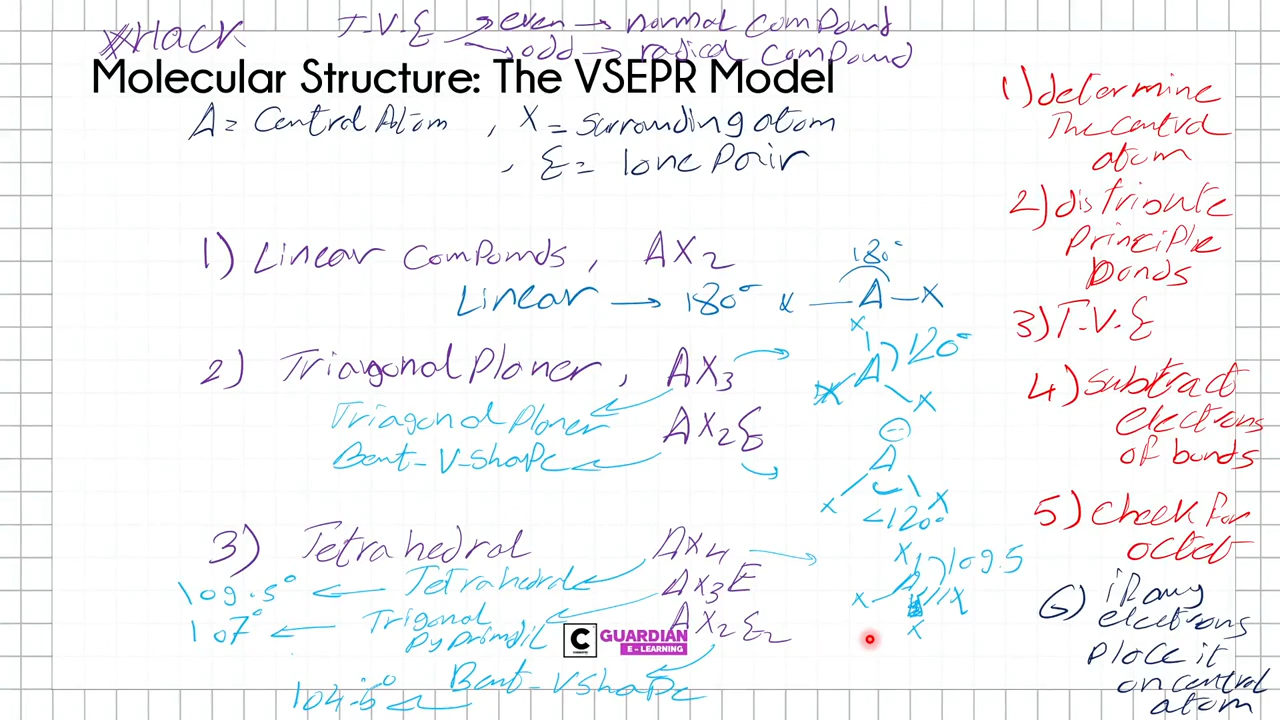 *Hack
T.V.E even → normal compound
odd → radical compound
Molecular Structure: The VSEPR Model
A = Central Atom , X = surrounding atom
, E = lone Pair
1) Linear Compounds , AX2
Linear → 180° X — A — X
180°
2) Triagonal Planer , AX3
X
A 120°
X X
Triagonal Planer
AX2E
Bent - V-shape
A
X X
<120°
3) Tetrahedral AX4
X 109.5
109.5° ← Tetrahedral
AX3E
X X
X
107° ← Trigonal
pyrimdil
AX2E2
C
GUARDIAN
E - LEARNING
104.5° ← Bent - V shape
1) determine
The central
atom
2) distribute
Principle
bonds
3) T.V.E
4) subtract
electrons
of bonds
5) check for
octet
6) if any
electrons
place it
on central
atom